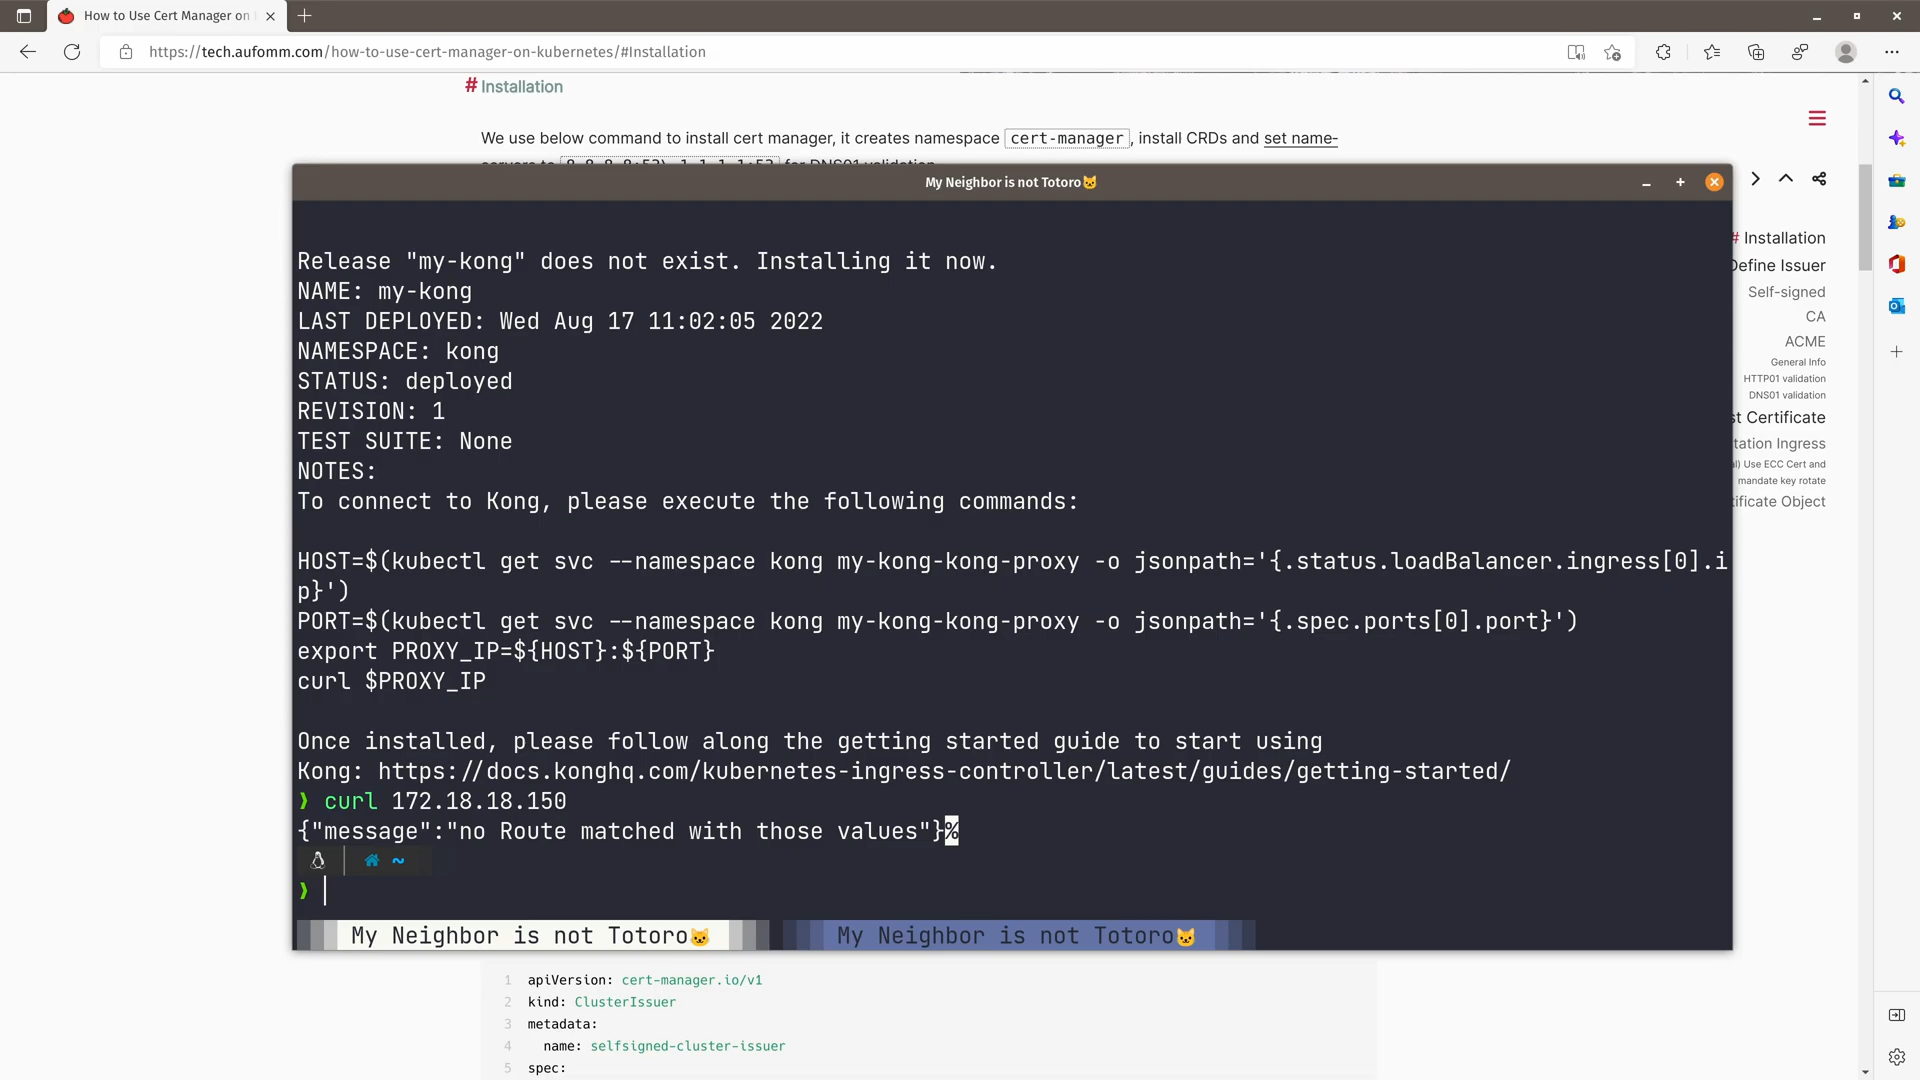 How to Use Cert Manager on
https://tech.aufomm.com/how-to-use-cert-manager-on-kubernetes/#Installation
# Installation
We use below command to install cert manager, it creates namespace cert-manager, install CRDs and set name-
for DNS01 validation
My Neighbor is not Totoro🐱
Release "my-kong" does not exist. Installing it now.
NAME: my-kong
LAST DEPLOYED: Wed Aug 17 11:02:05 2022
NAMESPACE: kong
STATUS: deployed
REVISION: 1
TEST SUITE: None
NOTES:
To connect to Kong, please execute the following commands:
HOST=$(kubectl get svc --namespace kong my-kong-kong-proxy -o jsonpath='{.status.loadBalancer.ingress[0].i
p}')
PORT=$(kubectl get svc --namespace kong my-kong-kong-proxy -o jsonpath='{.spec.ports[0].port}')
export PROXY_IP=${HOST}:${PORT}
curl $PROXY_IP
Once installed, please follow along the getting started guide to start using
Kong: https://docs.konghq.com/kubernetes-ingress-controller/latest/guides/getting-started/
❯ curl 172.18.18.150
{"message":"no Route matched with those values"}%
~
❯
My Neighbor is not Totoro🐱
My Neighbor is not Totoro🐱
# Installation
Define Issuer
Self-signed
CA
ACME
General Info
HTTP01 validation
DNS01 validation
st Certificate
tation Ingress
al) Use ECC Cert and
mandate key rotate
tificate Object
1 apiVersion: cert-manager.io/v1
2 kind: ClusterIssuer
3 metadata:
4 name: selfsigned-cluster-issuer
5 spec: